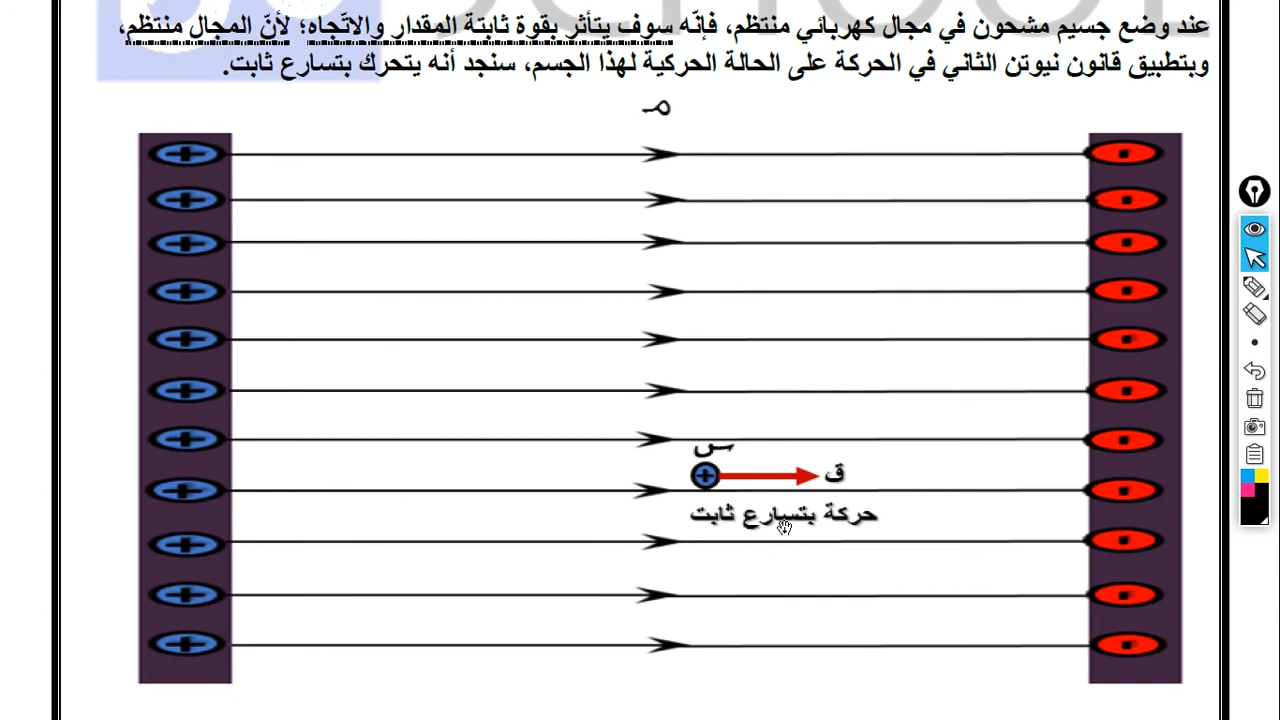 عند وضع جسيم مشحون في مجال كهربائي منتظم، فإنّه سوف يتأثر بقوة ثابتة المقدار والاتّجاه؛ لأنّ المجال منتظم،
وبتطبيق قانون نيوتن الثاني في الحركة على الحالة الحركية لهذا الجسم، سنجد أنه يتحرك بتسارع ثابت.
مـ
س
ق
حركة بتسارع ثابت